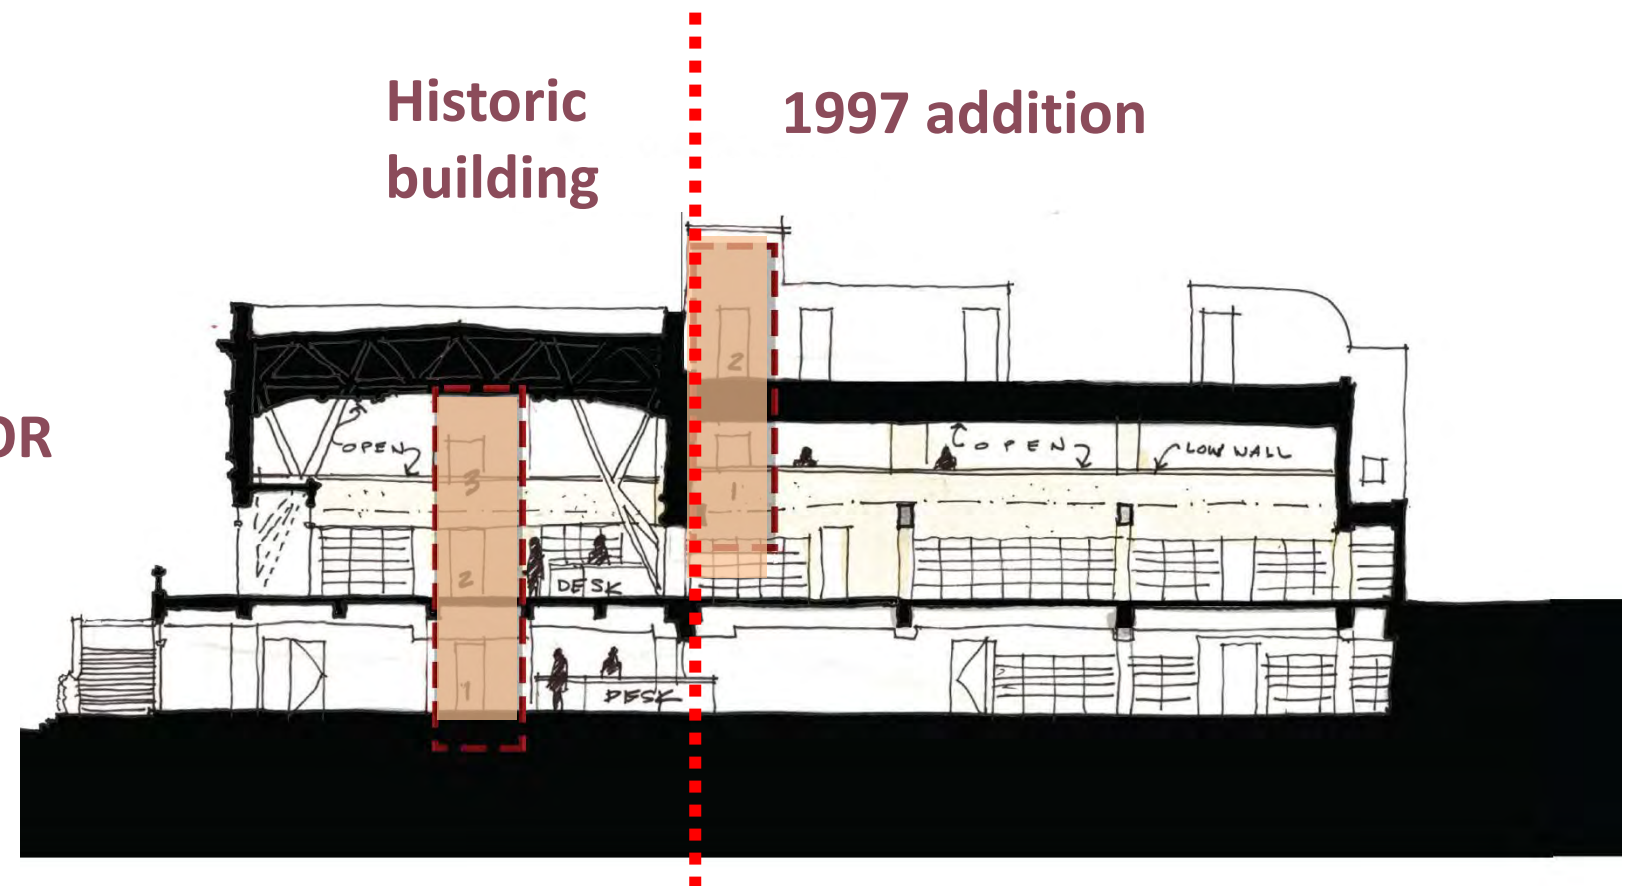 Historic
building
1997 addition
OR
2
OPEN
OPEN
LOW WALL
3
1
2
DESK
1
DESK